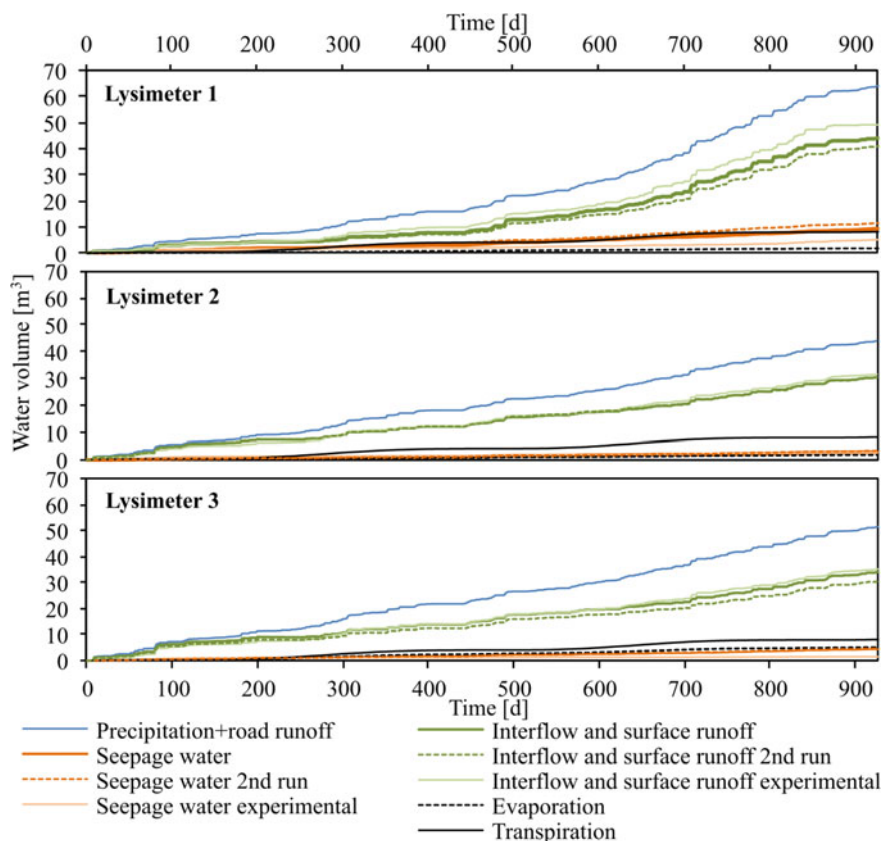 Time [d]
0 100 200 300 400 500 600 700 800 900
70
60
50
40
30
20
10
0
Lysimeter 1
70
60
50
40
30
20
10
0
Lysimeter 2
Water volume [m³]
70
60
50
40
30
20
10
0
Lysimeter 3
0 100 200 300 400 500 600 700 800 900
Time [d]
Precipitation+road runoff
Seepage water
Seepage water 2nd run
Seepage water experimental
Interflow and surface runoff
Interflow and surface runoff 2nd run
Interflow and surface runoff experimental
Evaporation
Transpiration